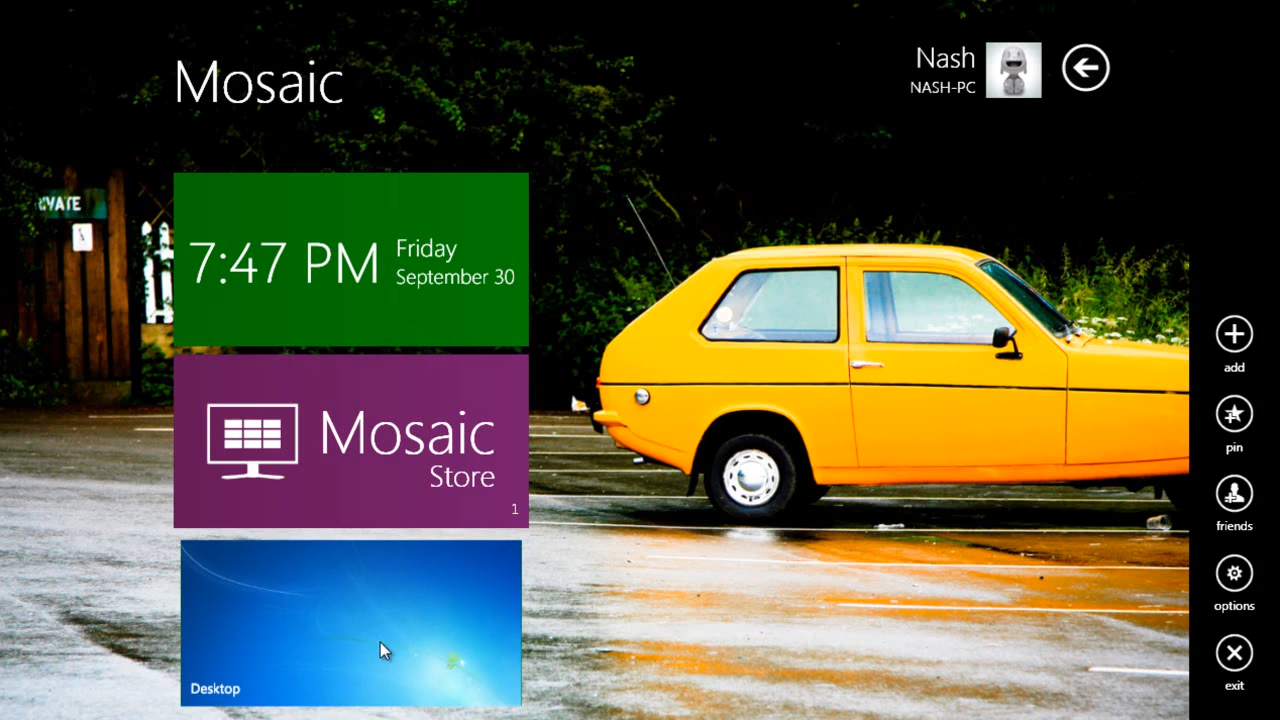 Mosaic
Nash
NASH-PC
7:47 PM
Friday
September 30
Mosaic
Store
1
Desktop
add
pin
friends
options
exit